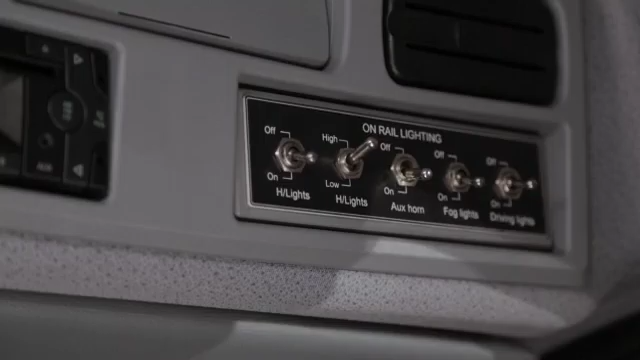 ON RAIL LIGHTING
Off High Off Off Off
On Low On On On
H/Lights H/Lights Aux horn Fog lights Driving lights